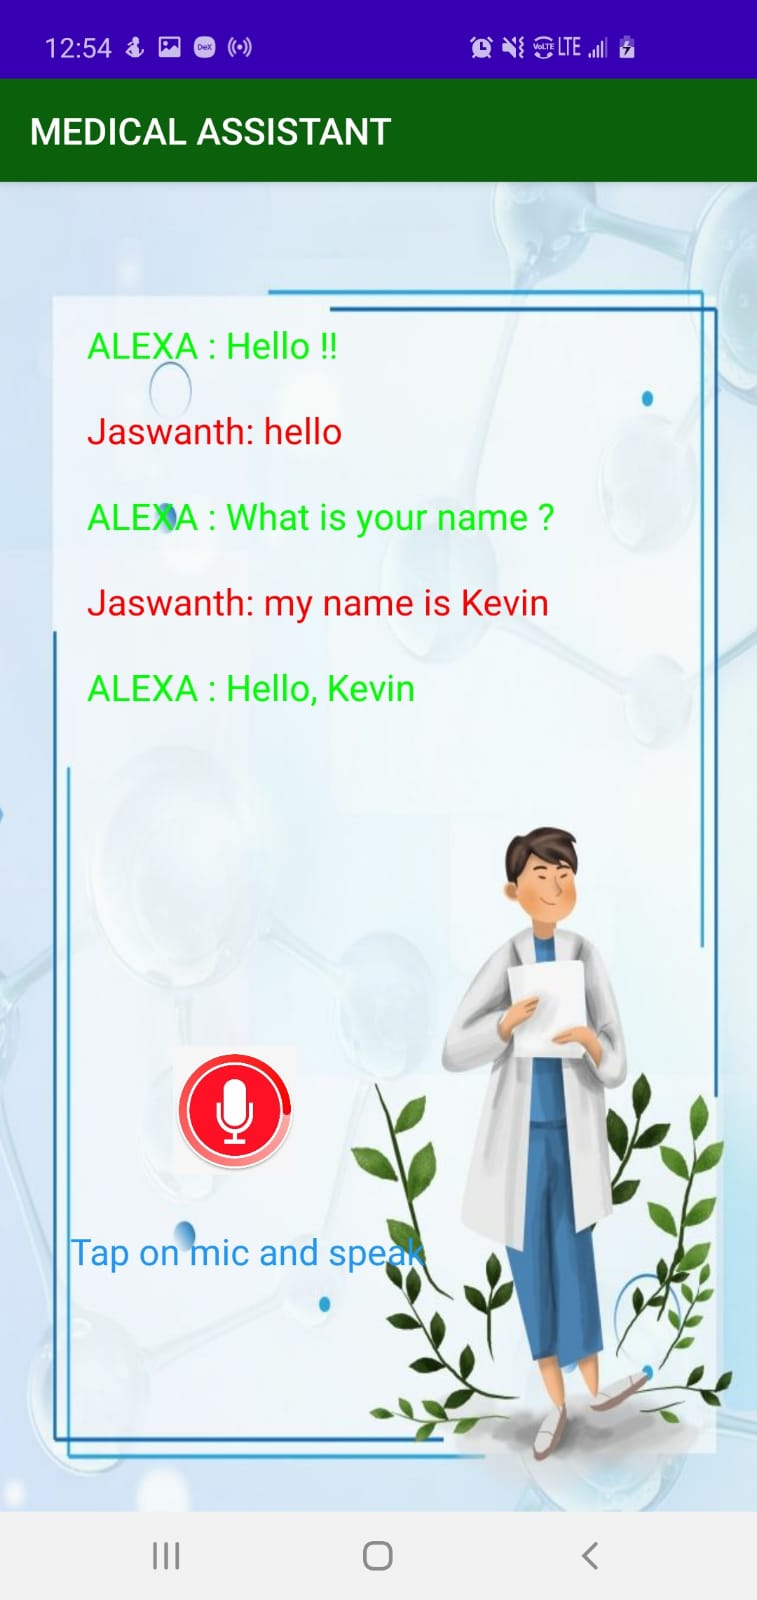 12:54 DeX VoLTE LTE
MEDICAL ASSISTANT
ALEXA : Hello !!
Jaswanth: hello
ALEXA : What is your name ?
Jaswanth: my name is Kevin
ALEXA : Hello, Kevin
Tap on mic and speak